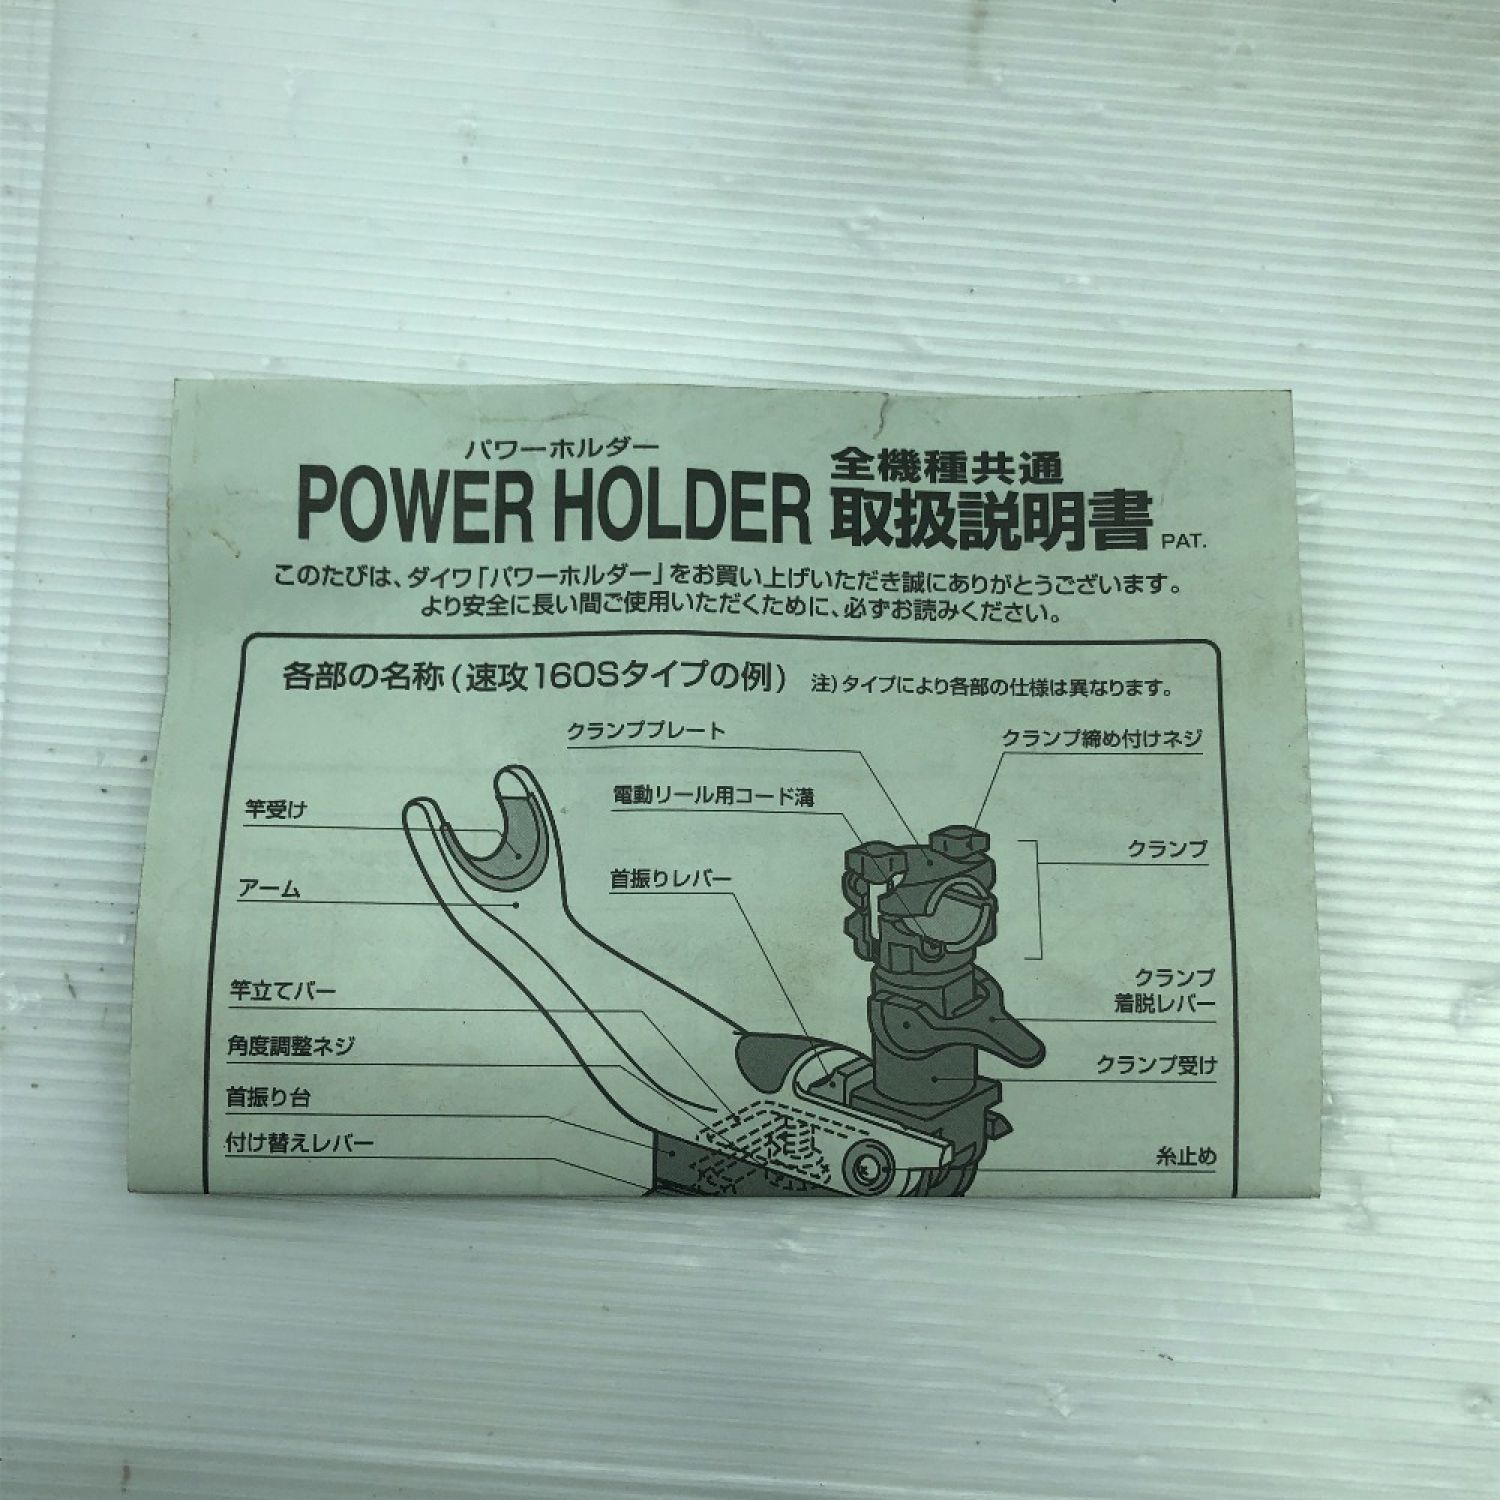 パワーホルダー
POWER HOLDER 全機種共通
取扱説明書 PAT.
このたびは、ダイワ「パワーホルダー」をお買い上げいただき誠にありがとうございます。
より安全に長い間ご使用いただくために、必ずお読みください。
各部の名称(速攻160Sタイプの例) 注)タイプにより各部の仕様は異なります。
クランププレート
クランプ締め付けネジ
電動リール用コード溝
竿受け
クランプ
首振りレバー
アーム
竿立てバー
クランプ
着脱レバー
角度調整ネジ
クランプ受け
首振り台
付け替えレバー
糸止め